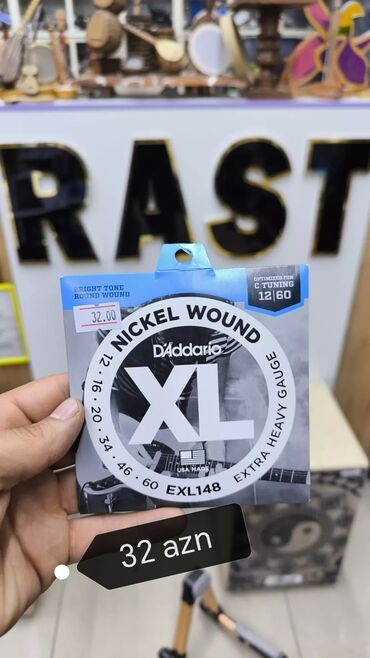 RAST
BRIGHT TONE
ROUND WOUND
32.00
OPTIMIZED FOR
C TUNING
12|60
NICKEL WOUND
D'Addario
XL
USA MADE
12 • 16 • 20 • 34 • 46 • 60
EXL148
EXTRA HEAVY GAUGE
32 azn